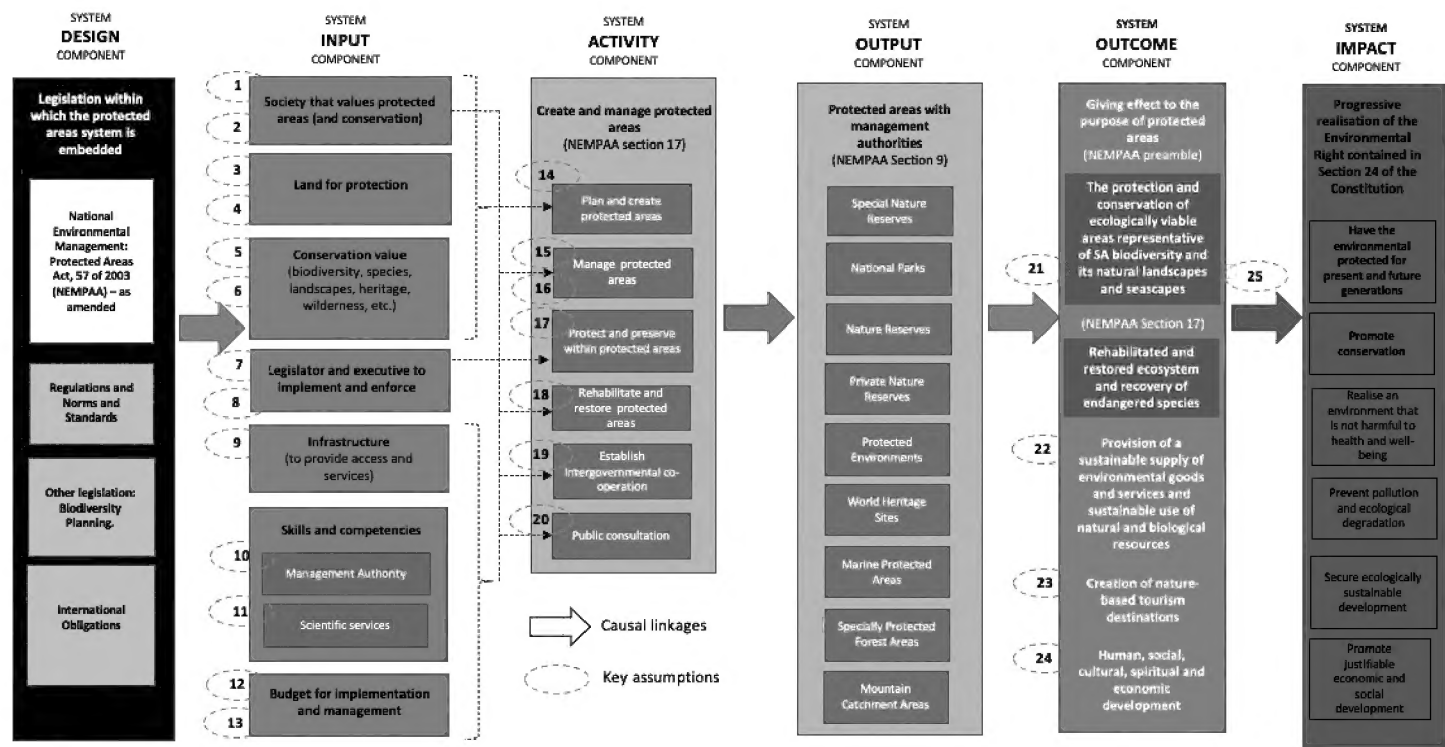 SYSTEM
DESIGN
COMPONENT
Legislation within
which the protected
areas system is
embedded
National
Environmental
Management:
Protected Areas
Act, 57 of 2003
(NEMPAA) – as
amended
Regulations and
Norms and
Standards
Other legislation:
Biodiversity
Planning.
International
Obligations
SYSTEM
INPUT
COMPONENT
1
2
Society that values protected
areas (and conservation)
3
4
Land for protection
5
6
Conservation value
(biodiversity, species,
landscapes, heritage,
wilderness, etc.)
7
8
Legislator and executive to
implement and enforce
9
Infrastructure
(to provide access and
services)
Skills and competencies
10
Management Authority
11
Scientific services
12
13
Budget for implementation
and management
SYSTEM
ACTIVITY
COMPONENT
Create and manage protected
areas
(NEMPAA section 17)
14
Plan and create
protected areas
15
16
Manage protected
areas
17
Protect and preserve
within protected areas
18
Rehabilitate and
restore protected
areas
19
Establish
Intergovernmental co-
operation
20
Public consultation
Causal linkages
Key assumptions
SYSTEM
OUTPUT
COMPONENT
Protected areas with
management
authorities
(NEMPAA Section 9)
Special Nature
Reserves
National Parks
Nature Reserves
Private Nature
Reserves
Protected
Environments
World Heritage
Sites
Marine Protected
Areas
Specially Protected
Forest Areas
Mountain
Catchment Areas
SYSTEM
OUTCOME
COMPONENT
Giving effect to the
purpose of protected
areas
(NEMPAA preamble)
21
The protection and
conservation of
ecologically viable
areas representative
of SA biodiversity and
its natural landscapes
and seascapes
(NEMPAA Section 17)
Rehabilitated and
restored ecosystem
and recovery of
endangered species
22
Provision of a
sustainable supply of
environmental goods
and services and
sustainable use of
natural and biological
resources
23
Creation of nature-
based tourism
destinations
24
Human, social,
cultural, spiritual and
economic
development
25
SYSTEM
IMPACT
COMPONENT
Progressive
realisation of the
Environmental
Right contained in
Section 24 of the
Constitution
Have the
environmental
protected for
present and future
generations
Promote
conservation
Realise an
environment that
is not harmful to
health and well-
being
Prevent pollution
and ecological
degradation
Secure ecologically
sustainable
development
Promote
justifiable
economic and
social
development